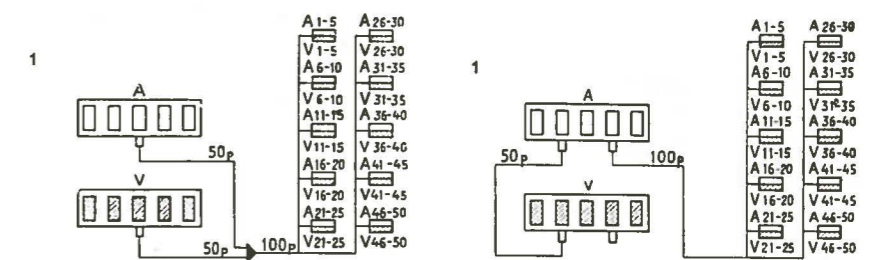 1
A
50p
V
50p
100p
A 1-5
V 1-5
A 6-10
V 6-10
A 11-15
V 11-15
A 16-20
V 16-20
A 21-25
V 21-25
A 26-30
V 26-30
A 31-35
V 31-35
A 36-40
V 36-40
A 41-45
V 41-45
A 46-50
V 46-50
1
A
50p
100p
V
A 1-5
V 1-5
A 6-10
V 6-10
A 11-15
V 11-15
A 16-20
V 16-20
A 21-25
V 21-25
A 26-30
V 26-30
A 31-35
V 31-35
A 36-40
V 36-40
A 41-45
V 41-45
A 46-50
V 46-50